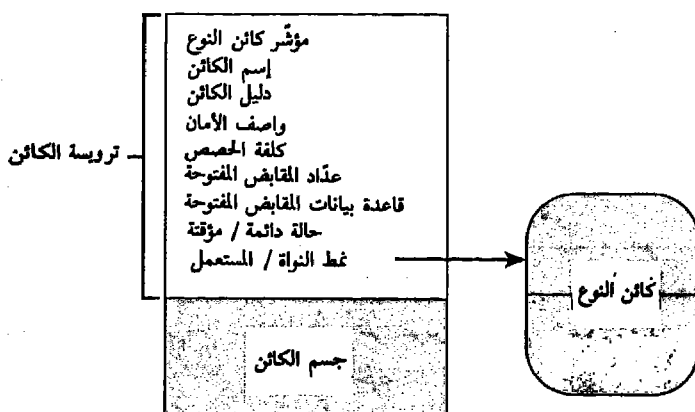 مؤشّر كائن النوع
إسم الكائن
دليل الكائن
واصف الأمان
كلفة الحصص
عدّاد المقابض المفتوحة
قاعدة بيانات المقابض المفتوحة
حالة دائمة / مؤقتة
نمط النواة / المستعمل
ترويسة الكائن
كائن النوع
جسم الكائن